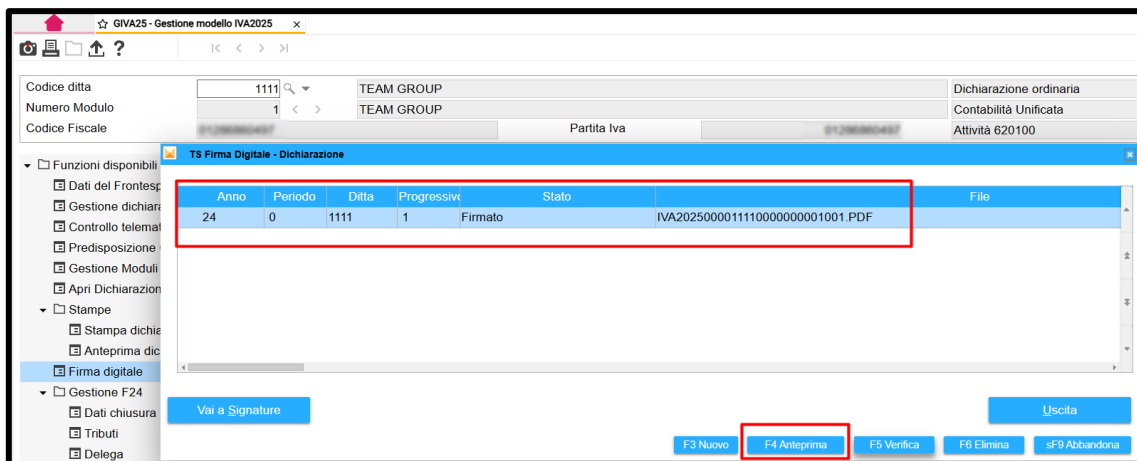 GIVA25 - Gestione modello IVA2025 x
?
Codice ditta 1111 TEAM GROUP Dichiarazione ordinaria
Numero Modulo 1 TEAM GROUP Contabilità Unificata
Codice Fiscale Partita Iva Attività 620100
Funzioni disponibili
TS Firma Digitale - Dichiarazione
Dati del Frontesp
Gestione dichiara
Controllo telemat
Predisposizione
Gestione Moduli
Apri Dichiarazion
Stampe
Stampa dichia
Anteprima dic
Firma digitale
Gestione F24
Dati chiusura
Tributi
Delega
Anno Periodo Ditta Progressivo Stato File
24 0 1111 1 Firmato
Vai a Signature Uscita
F3 Nuovo F4 Anteprima F5 Verifica F6 Elimina sF9 Abbandona